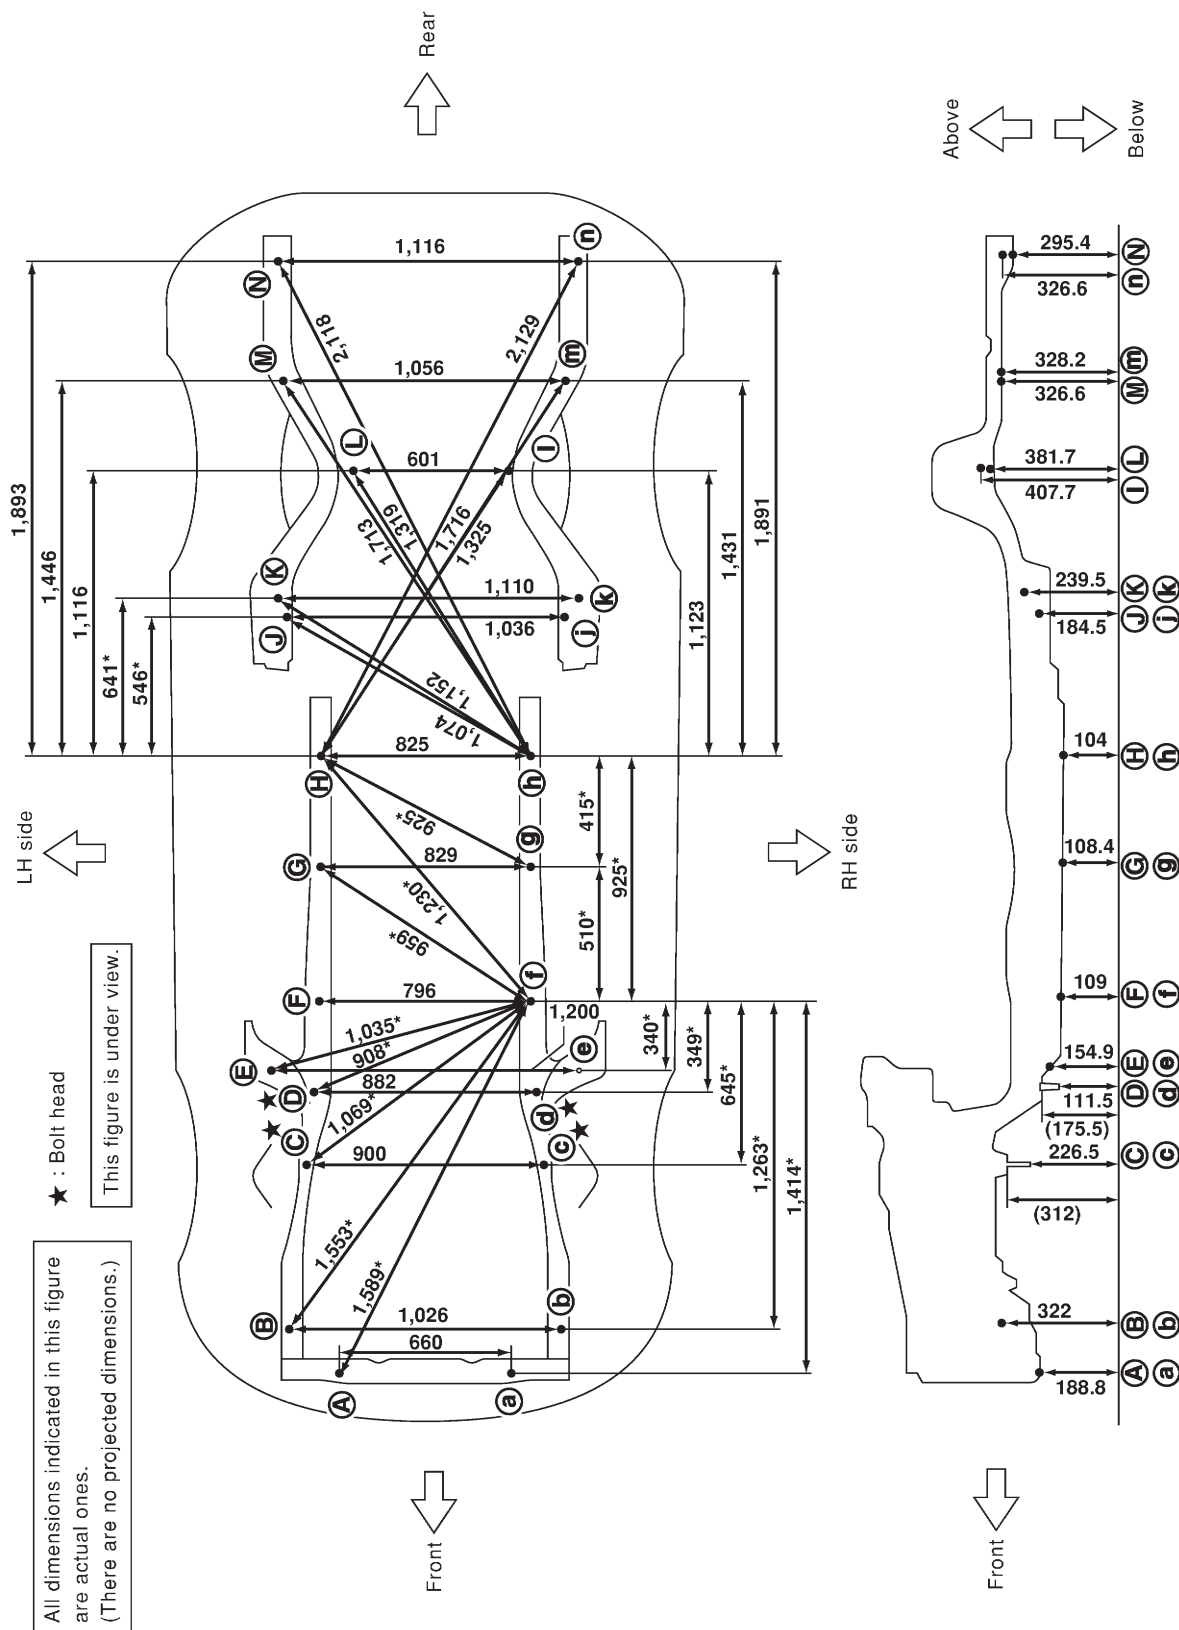 All dimensions indicated in this figure
are actual ones.
(There are no projected dimensions.)
★ : Bolt head
This figure is under view.
LH side
RH side
Front
Rear
1,893
1,446
1,116
641*
546*
N
M
L
K
J
H
G
F
E
D
C
B
A
n
m
l
k
j
h
g
f
e
d
c
b
a
1,116
1,056
601
1,110
1,036
825
829
796
1,200
882
900
1,026
660
2,118
2,129
1,713
1,319
1,716
1,325
1,152
1,074
925*
1,230*
959*
1,035*
908*
1,069*
1,553*
1,589*
415*
510*
925*
340*
349*
645*
1,263*
1,414*
1,123
1,431
1,891
Above
Below
Front
295.4
326.6
328.2
326.6
381.7
407.7
239.5
184.5
104
108.4
109
154.9
111.5
(175.5)
226.5
(312)
322
188.8
N
n
m
M
L
l
K k
J j
H h
G g
F f
E e
D d
C c
B b
A a